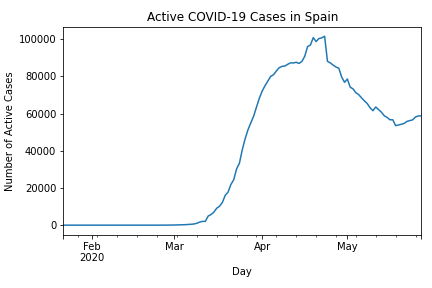 Active COVID-19 Cases in Spain
Number of Active Cases
100000
80000
60000
40000
20000
0
Feb
2020
Mar
Apr
May
Day